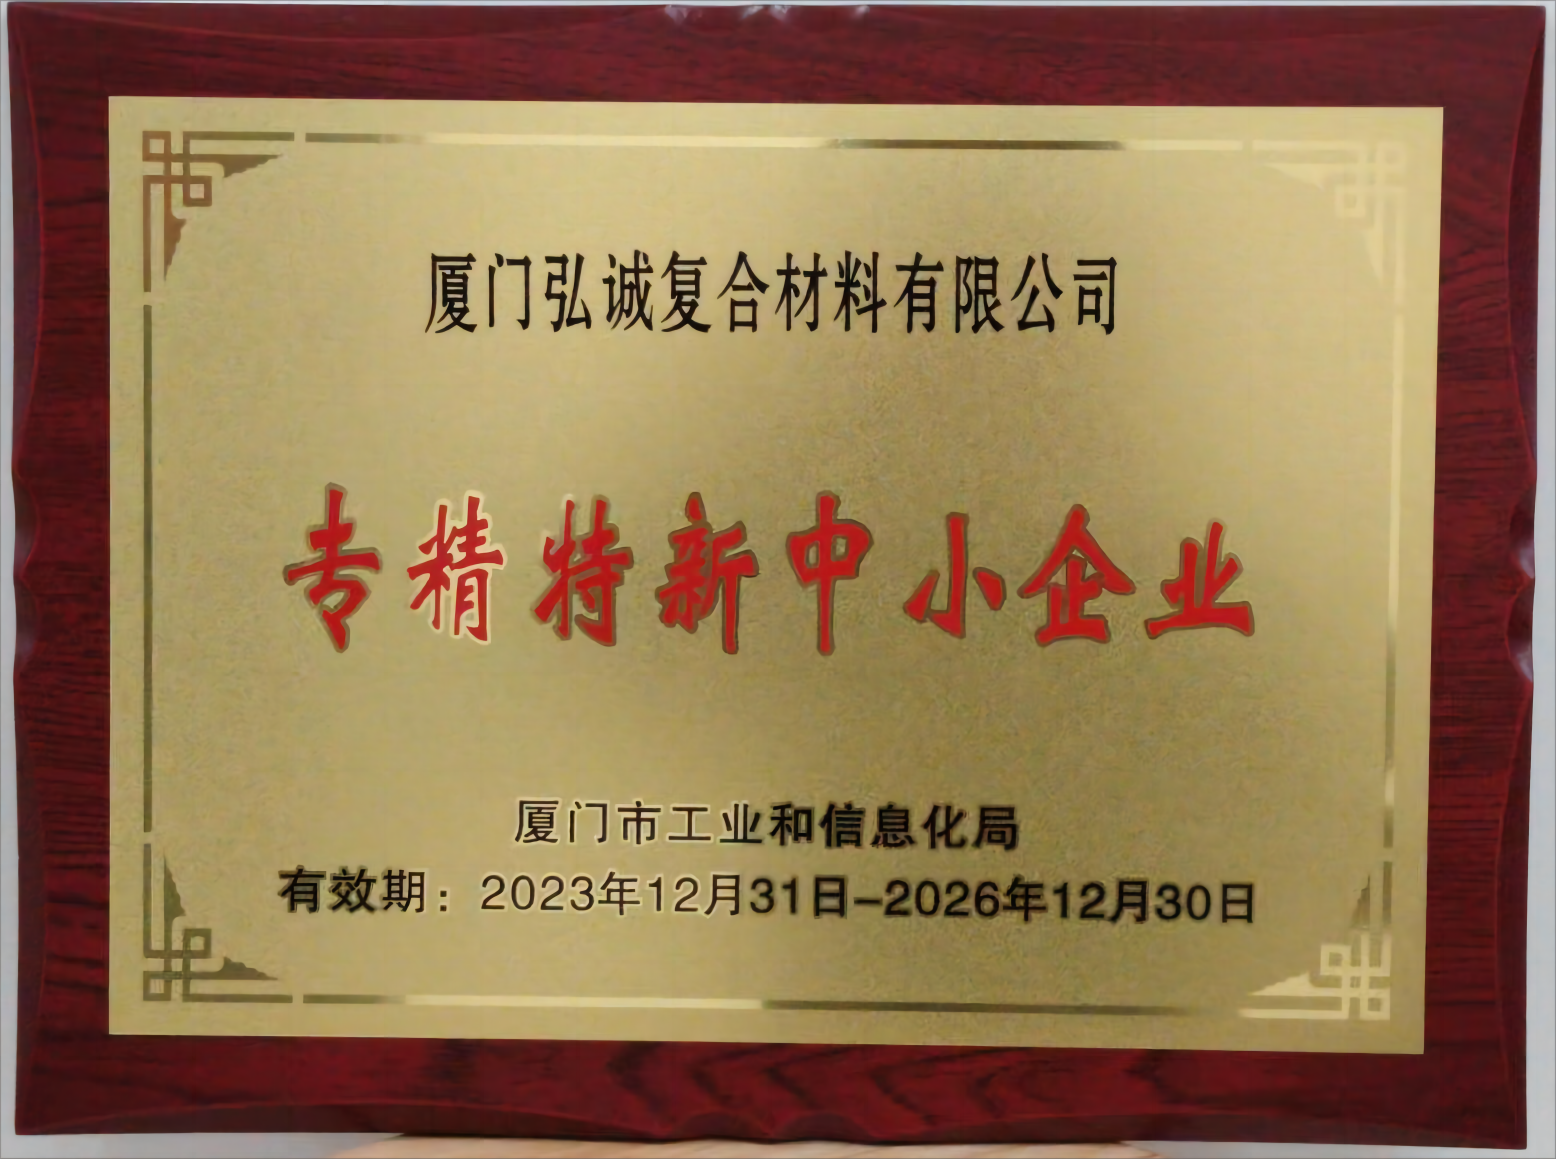 厦门弘诚复合材料有限公司
专精特新中小企业
厦门市工业和信息化局
有效期：2023年12月31日-2026年12月30日